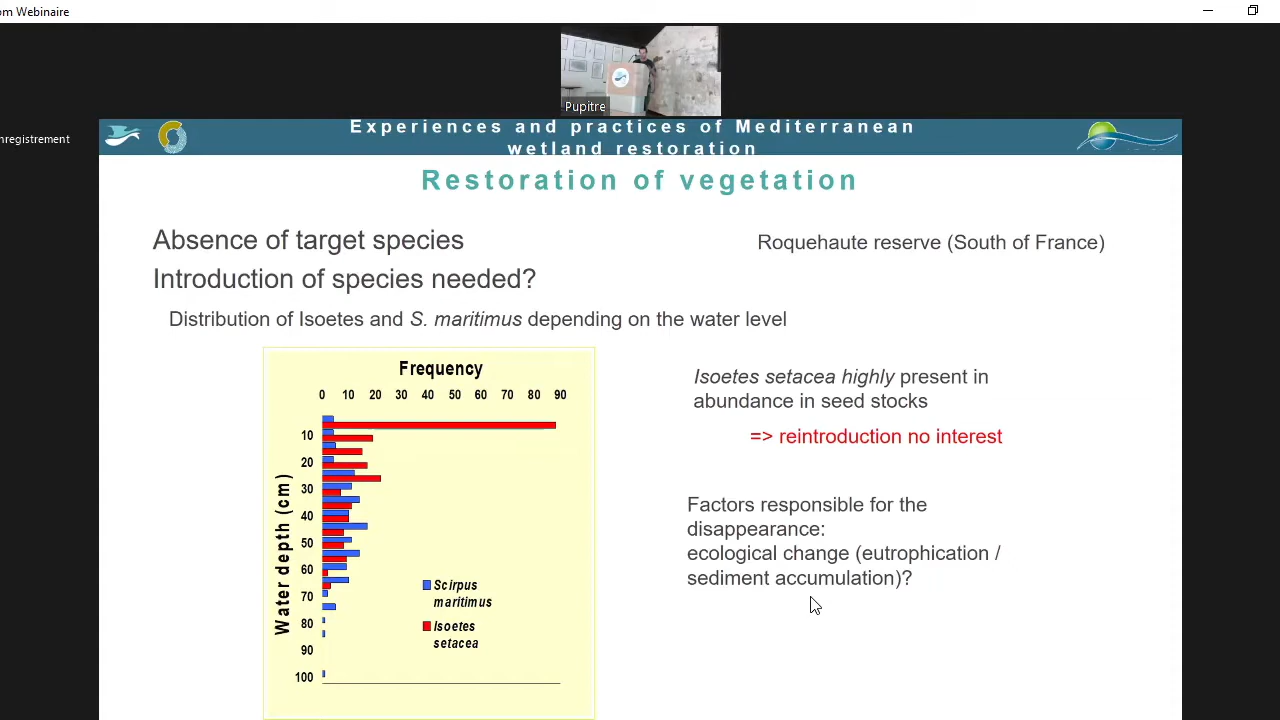 om Webinaire
Pupitre
nregistrement
Experiences and practices of Mediterranean
wetland restoration
Restoration of vegetation
Absence of target species
Roquehaute reserve (South of France)
Introduction of species needed?
Distribution of Isoetes and S. maritimus depending on the water level
Frequency
0 10 20 30 40 50 60 70 80 90
10
20
30
40
50
60
70
80
90
100
Water depth (cm)
Scirpus
maritimus
Isoetes
setacea
Isoetes setacea highly present in
abundance in seed stocks
=> reintroduction no interest
Factors responsible for the
disappearance:
ecological change (eutrophication /
sediment accumulation)?